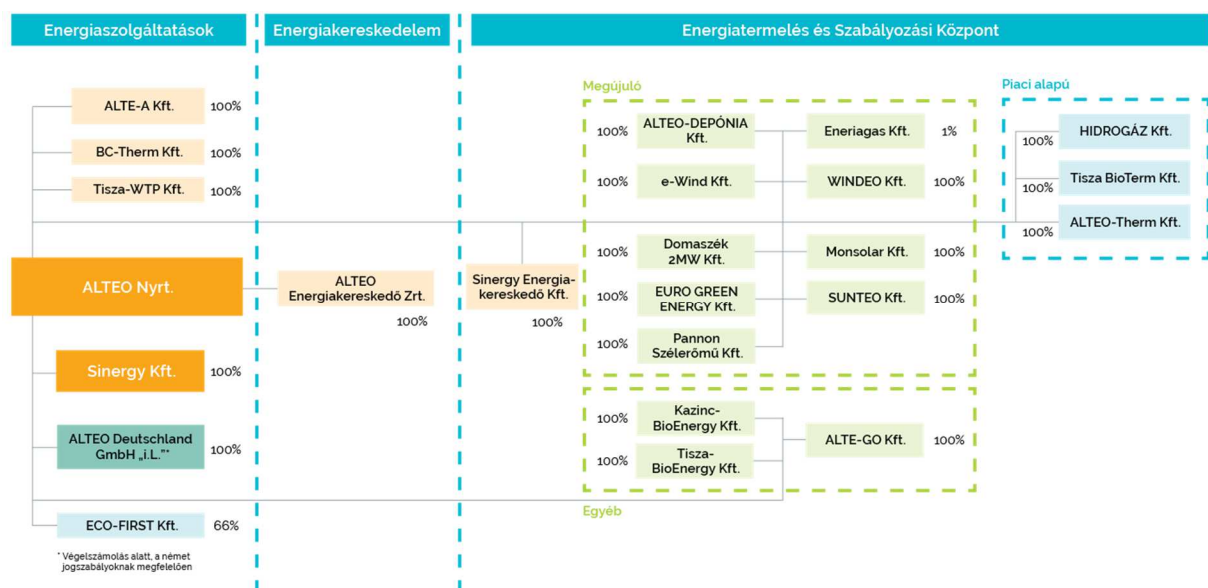 Energiaszolgáltatások
Energiakereskedelem
Energiatermelés és Szabályozási Központ
ALTE-A Kft. 100%
BC-Therm Kft. 100%
Tisza-WTP Kft. 100%
ALTEO Nyrt.
Sinergy Kft. 100%
ALTEO Deutschland
GmbH „i.L."* 100%
ECO-FIRST Kft. 66%
* Végelszámolás alatt, a német
jogszabályoknak megfelelően
ALTEO
Energiakereskedő Zrt.
100%
Sinergy Energia-
kereskedő Kft.
100%
Megújuló
100% ALTEO-DEPÓNIA
Kft.
Eneriagas Kft. 1%
100% e-Wind Kft.
WINDEO Kft. 100%
100% Domaszék
2MW Kft.
Monsolar Kft. 100%
100% EURO GREEN
ENERGY Kft.
SUNTEO Kft. 100%
100% Pannon
Szélerőmű Kft.
100% Kazinc-
BioEnergy Kft.
ALTE-GO Kft. 100%
100% Tisza-
BioEnergy Kft.
Egyéb
Piaci alapú
100% HIDROGÁZ Kft.
100% Tisza BioTerm Kft.
100% ALTEO-Therm Kft.